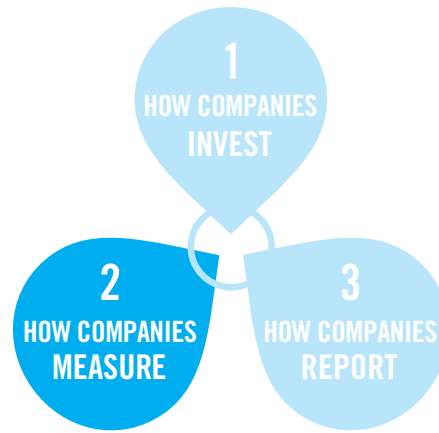 1
HOW COMPANIES
INVEST
2
HOW COMPANIES
MEASURE
3
HOW COMPANIES
REPORT